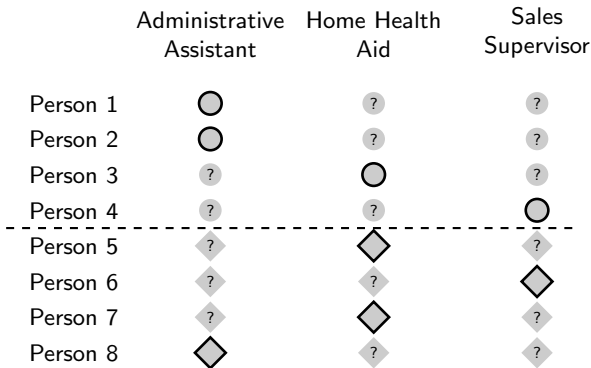 Administrative Assistant
Home Health Aid
Sales Supervisor
Person 1 ? ?
Person 2 ? ?
Person 3 ? ?
Person 4 ? ?
Person 5 ? ?
Person 6 ? ?
Person 7 ? ?
Person 8 ? ?